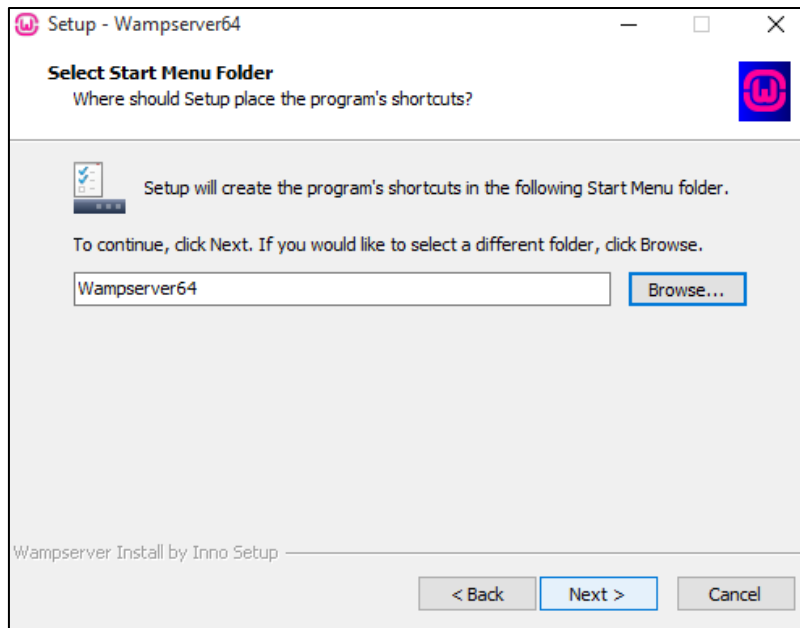 Setup - Wampserver64
Select Start Menu Folder
Where should Setup place the program's shortcuts?
Setup will create the program's shortcuts in the following Start Menu folder.
To continue, click Next. If you would like to select a different folder, click Browse.
Wampserver64
Browse...
Wampserver Install by Inno Setup
< Back
Next >
Cancel